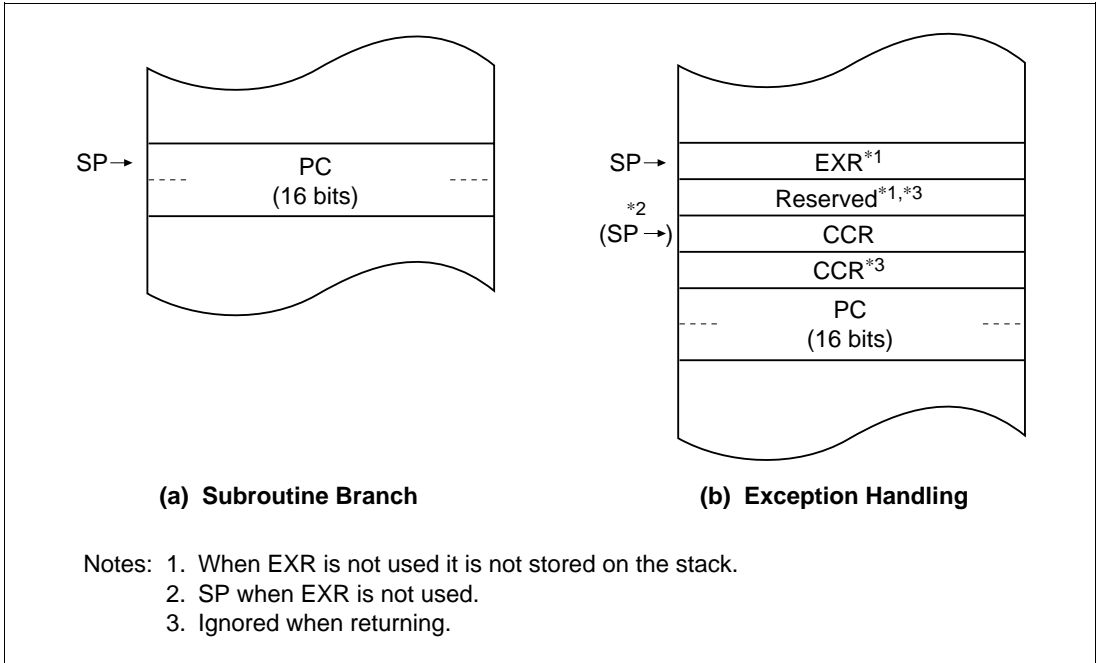 SP→
PC
(16 bits)
(a) Subroutine Branch
SP→
EXR*1
Reserved*1,*3
*2
(SP→)
CCR
CCR*3
PC
(16 bits)
(b) Exception Handling
Notes: 1. When EXR is not used it is not stored on the stack.
2. SP when EXR is not used.
3. Ignored when returning.